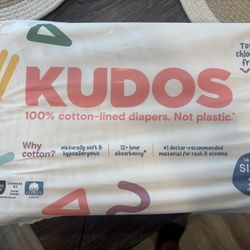 KUDOS
100% cotton-lined diapers. Not plastic.
Why cotton?
naturally soft & hypoallergenic
12+ hour absorbency
#1 doctor-recommended material for rash & eczema